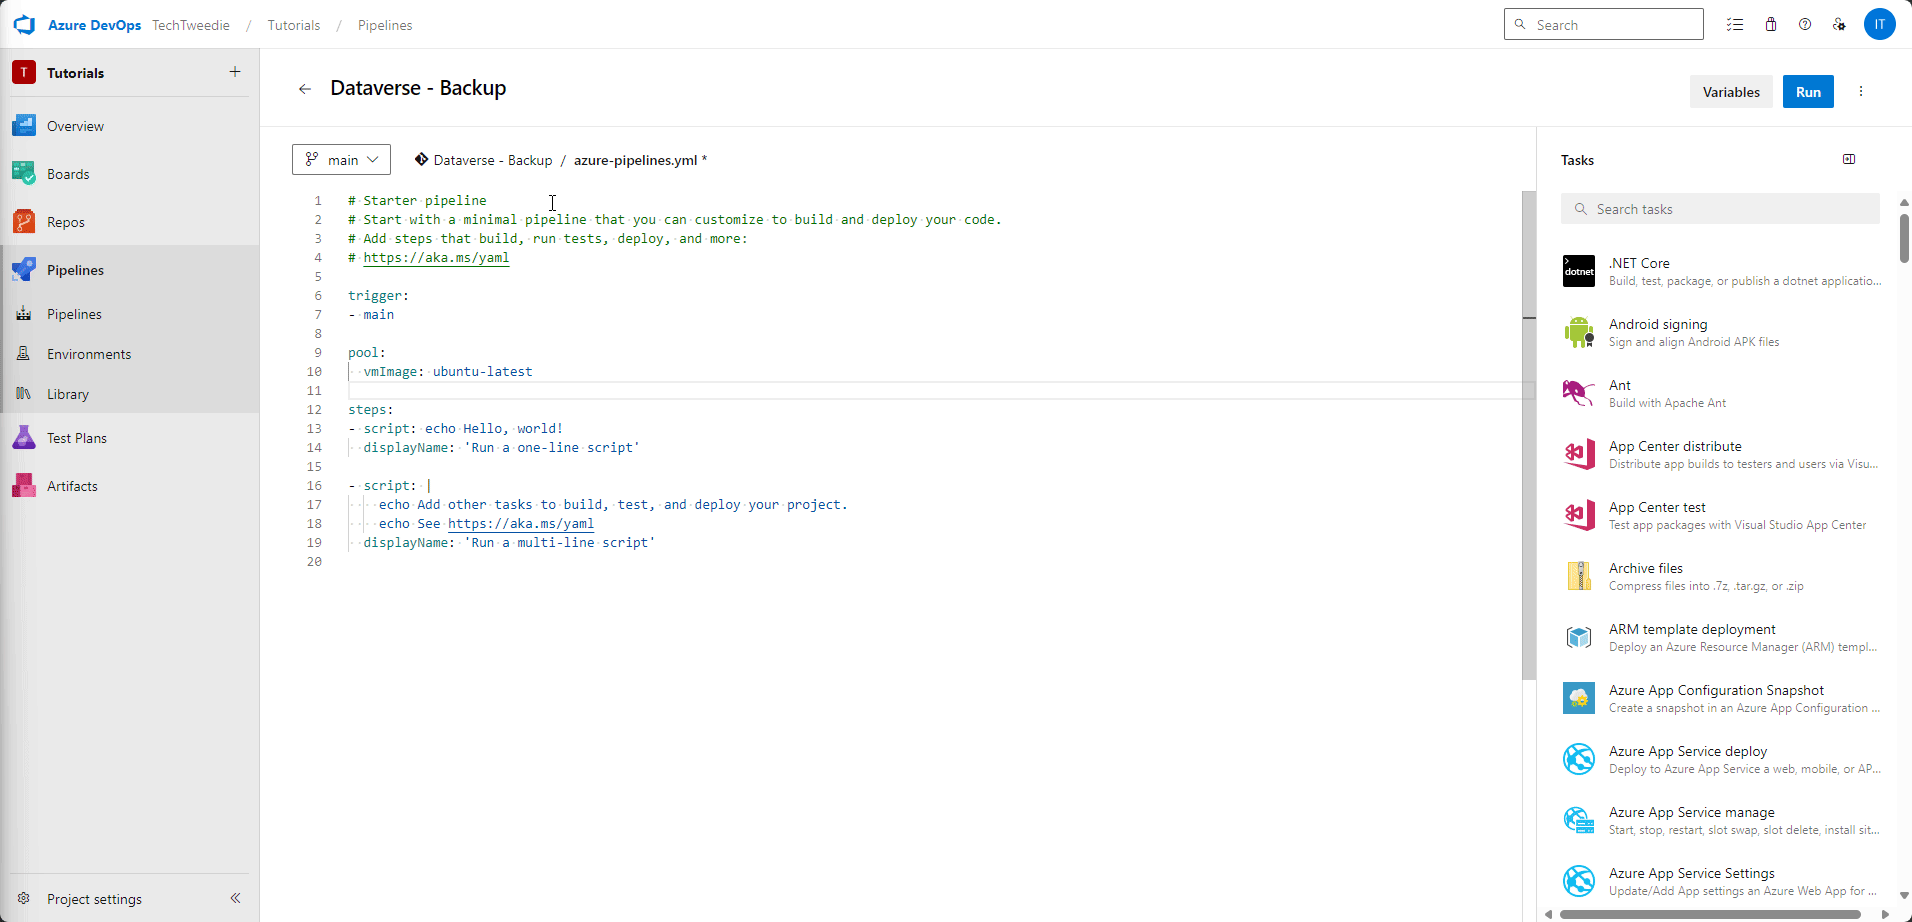 Azure DevOps TechTweedie / Tutorials / Pipelines
Search
IT
T Tutorials
Overview
Boards
Repos
Pipelines
Pipelines
Environments
Library
Test Plans
Artifacts
Project settings
Dataverse - Backup
Variables
Run
main
Dataverse - Backup / azure-pipelines.yml *
1 # Starter pipeline
2 # Start with a minimal pipeline that you can customize to build and deploy your code.
3 # Add steps that build, run tests, deploy, and more:
4 # https://aka.ms/yaml
5
6 trigger:
7 - main
8
9 pool:
10   vmImage: ubuntu-latest
11
12 steps:
13 - script: echo Hello, world!
14   displayName: 'Run a one-line script'
15
16 - script: |
17     echo Add other tasks to build, test, and deploy your project.
18     echo See https://aka.ms/yaml
19   displayName: 'Run a multi-line script'
20
Tasks
Search tasks
dotnet
.NET Core
Build, test, package, or publish a dotnet applicatio...
Android signing
Sign and align Android APK files
Ant
Build with Apache Ant
App Center distribute
Distribute app builds to testers and users via Visu...
App Center test
Test app packages with Visual Studio App Center
Archive files
Compress files into .7z, .tar.gz, or .zip
ARM template deployment
Deploy an Azure Resource Manager (ARM) templ...
Azure App Configuration Snapshot
Create a snapshot in an Azure App Configuration ...
Azure App Service deploy
Deploy to Azure App Service a web, mobile, or AP...
Azure App Service manage
Start, stop, restart, slot swap, slot delete, install sit...
Azure App Service Settings
Update/Add App settings an Azure Web App for ...